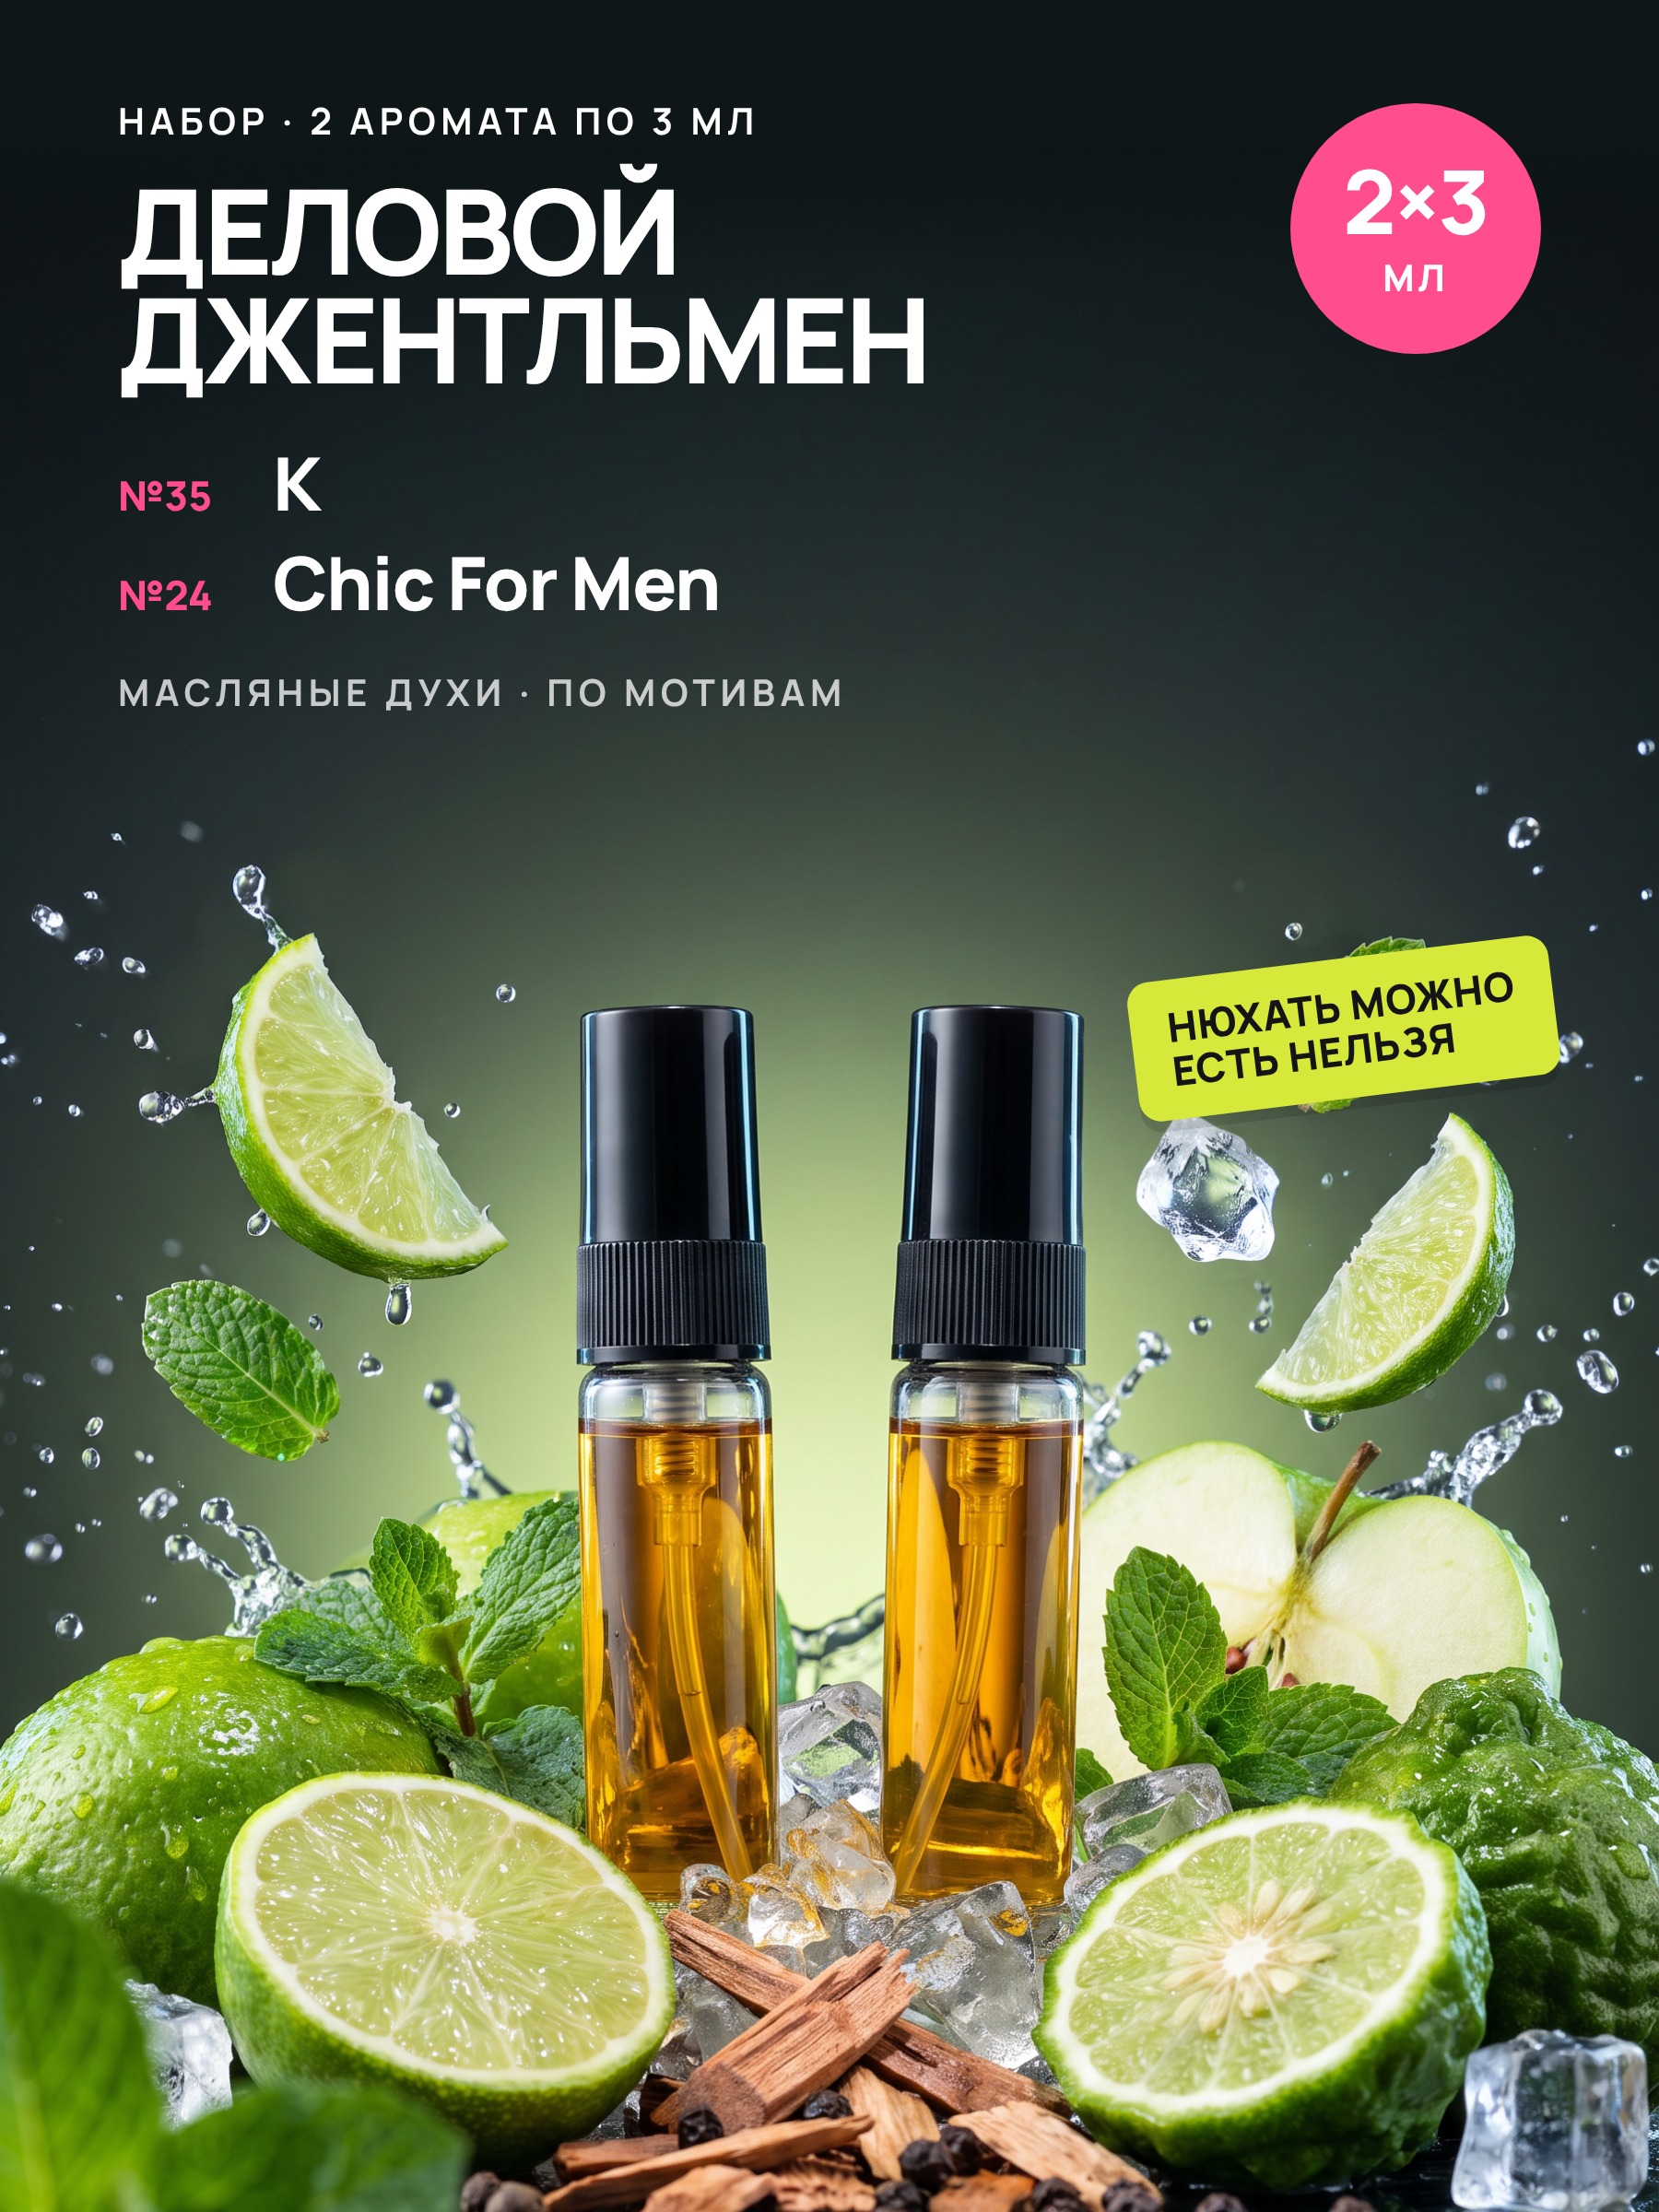 НАБОР · 2 АРОМАТА ПО 3 МЛ
ДЕЛОВОЙ
ДЖЕНТЛЬМЕН
2×3
МЛ
№35 K
№24 Chic For Men
МАСЛЯНЫЕ ДУХИ · ПО МОТИВАМ
НЮХАТЬ МОЖНО
ЕСТЬ НЕЛЬЗЯ